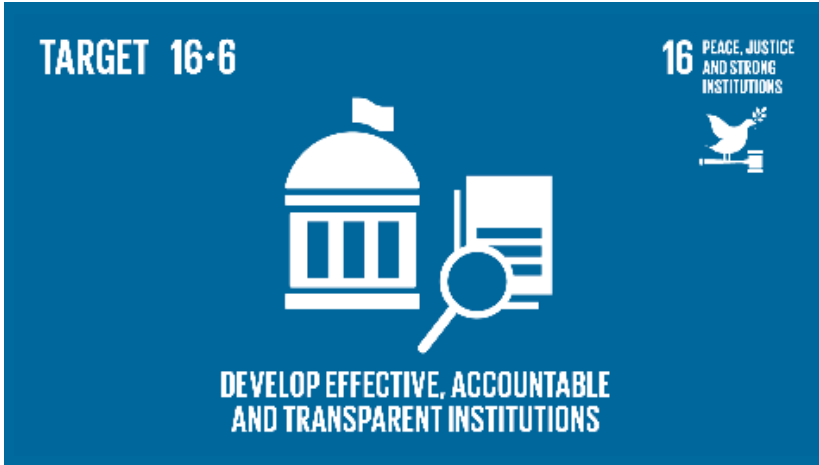 TARGET 16·6
16 PEACE, JUSTICE
AND STRONG
INSTITUTIONS
DEVELOP EFFECTIVE, ACCOUNTABLE
AND TRANSPARENT INSTITUTIONS